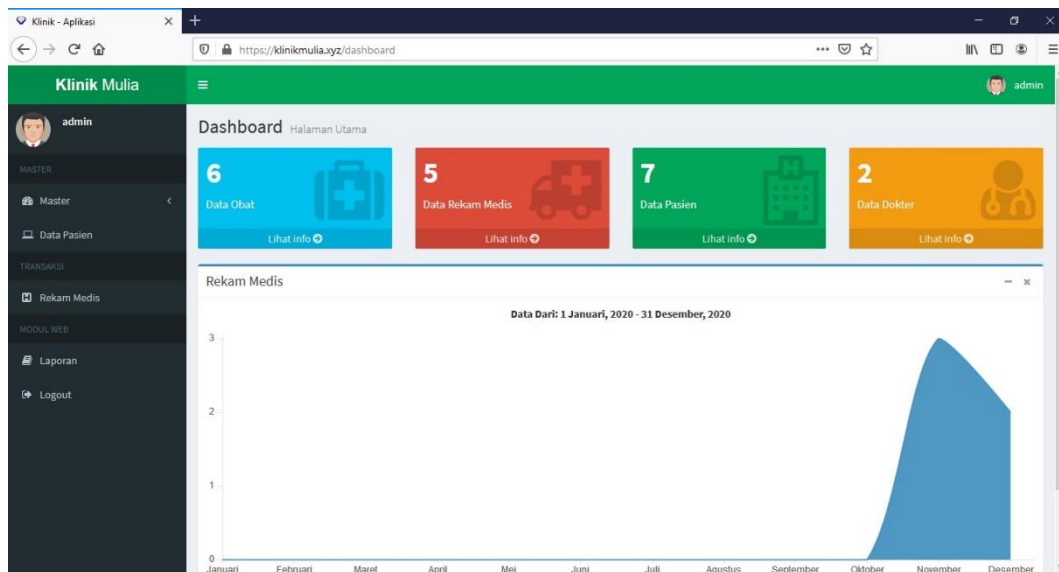 Klinik - Aplikasi
https://klinikmulia.xyz/dashboard
Klinik Mulia
admin
admin
MASTER
Master
Data Pasien
TRANSAKSI
Rekam Medis
MODUL WEB
Laporan
Logout
Dashboard Halaman Utama
6
Data Obat
Lihat info
5
Data Rekam Medis
Lihat info
7
Data Pasien
Lihat info
2
Data Dokter
Lihat info
Rekam Medis
Data Dari: 1 Januari, 2020 - 31 Desember, 2020
3
2
1
0
Januari Februari Maret April Mei Juni Juli Agustus September Oktober November Desember